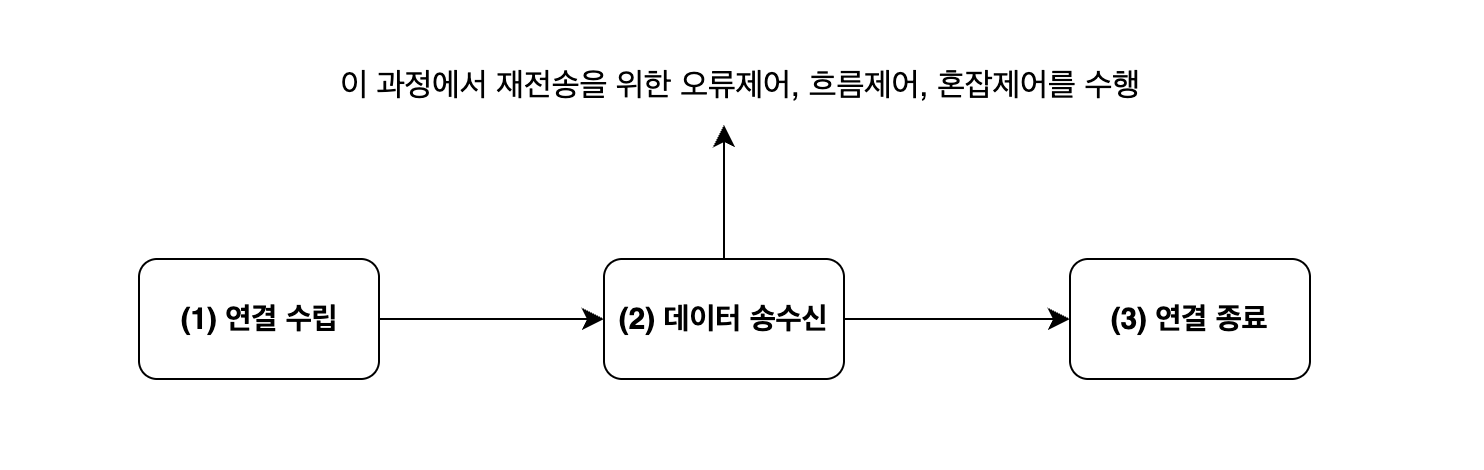 이 과정에서 재전송을 위한 오류제어, 흐름제어, 혼잡제어를 수행
(1) 연결 수립
(2) 데이터 송수신
(3) 연결 종료